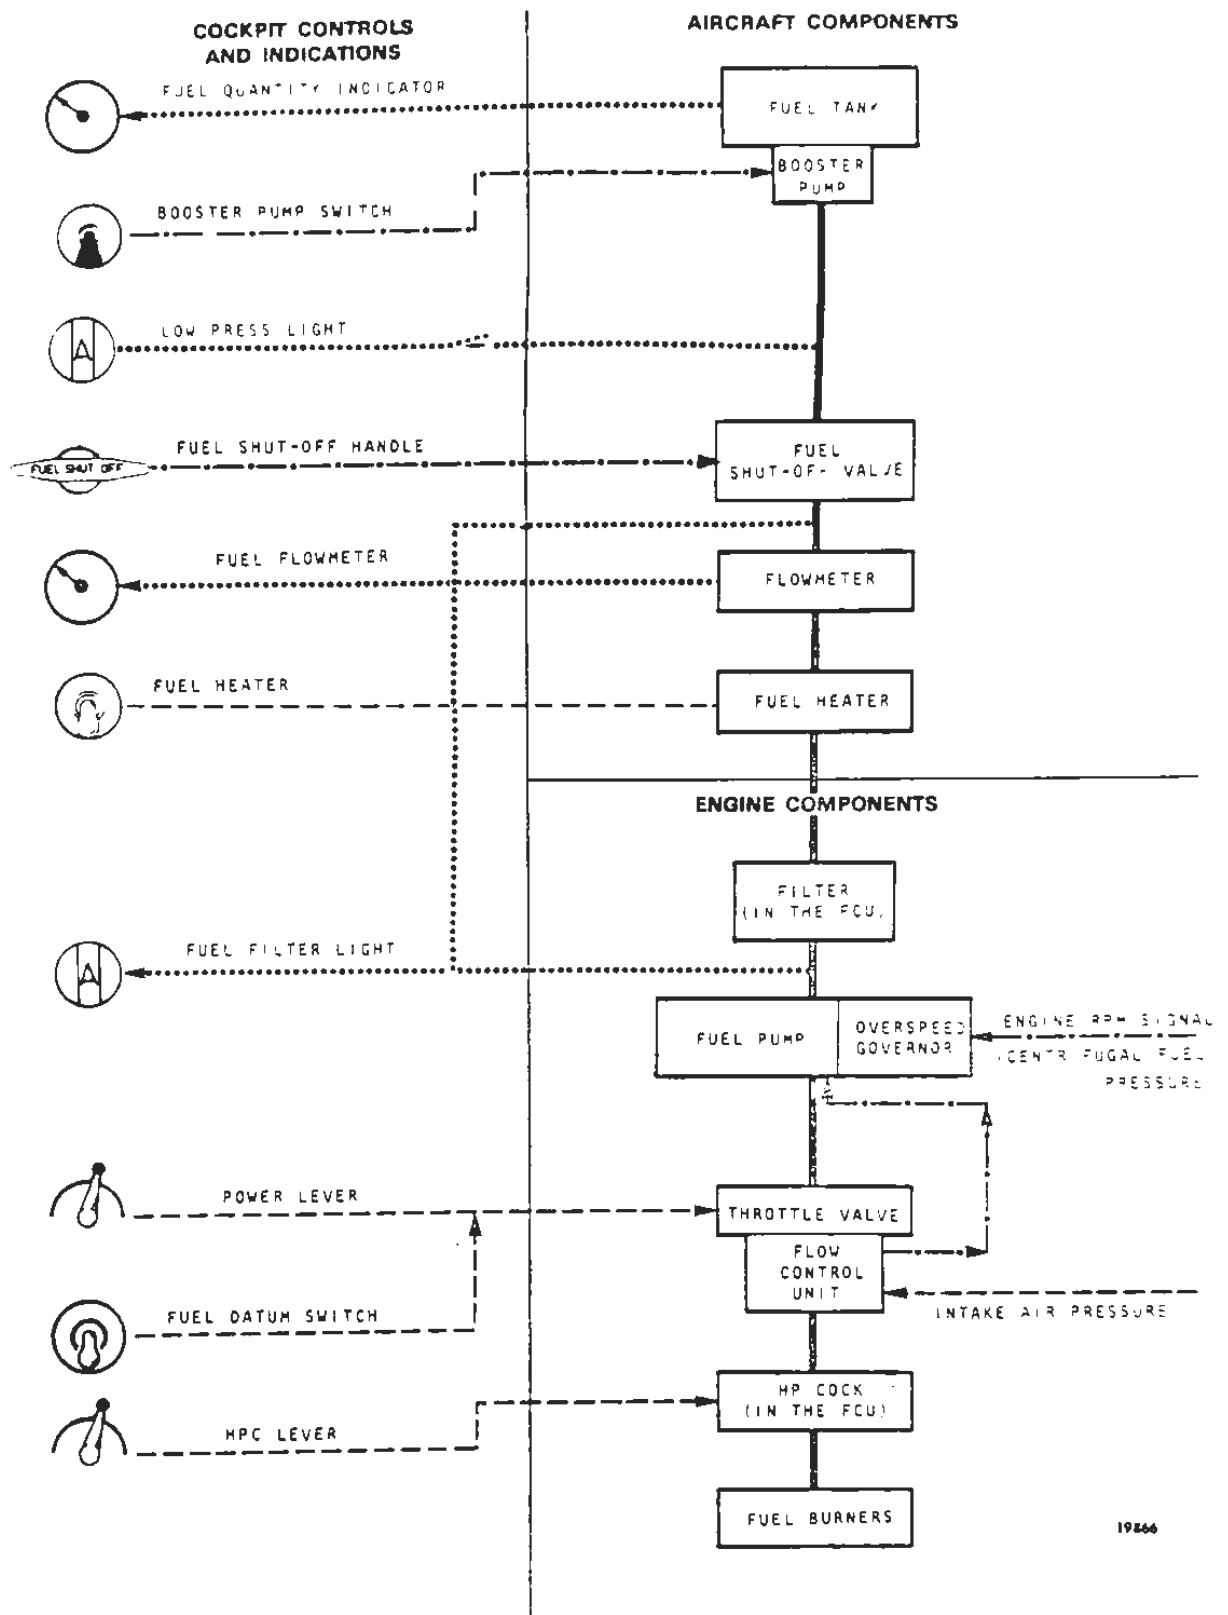 COCKPIT CONTROLS
AND INDICATIONS
AIRCRAFT COMPONENTS
FUEL QUANTITY INDICATOR
FUEL TANK
BOOSTER
PUMP
BOOSTER PUMP SWITCH
LOW PRESS LIGHT
FUEL SHUT-OFF HANDLE
FUEL SHUT OFF
FUEL
SHUT-OFF VALVE
FUEL FLOWMETER
FLOWMETER
FUEL HEATER
FUEL HEATER
ENGINE COMPONENTS
FILTER
(IN THE FCU)
FUEL FILTER LIGHT
FUEL PUMP
OVERSPEED
GOVERNOR
ENGINE RPM SIGNAL
(CENTRIFUGAL FUEL
PRESSURE
POWER LEVER
THROTTLE VALVE
FLOW
CONTROL
UNIT
INTAKE AIR PRESSURE
FUEL DATUM SWITCH
HP COCK
(IN THE FCU)
HPC LEVER
FUEL BURNERS
19866